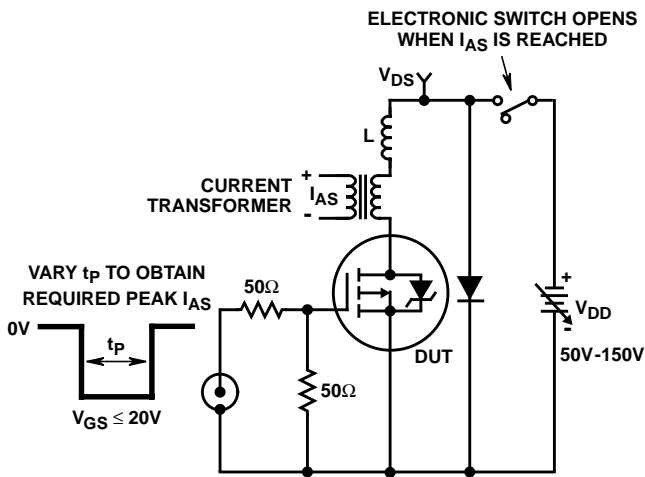 ELECTRONIC SWITCH OPENS
WHEN IAS IS REACHED
VDS
L
+
IAS
-
CURRENT
TRANSFORMER
VARY tP TO OBTAIN
REQUIRED PEAK IAS
0V
tP
VGS ≤ 20V
50Ω
50Ω
DUT
+
VDD
-
50V-150V